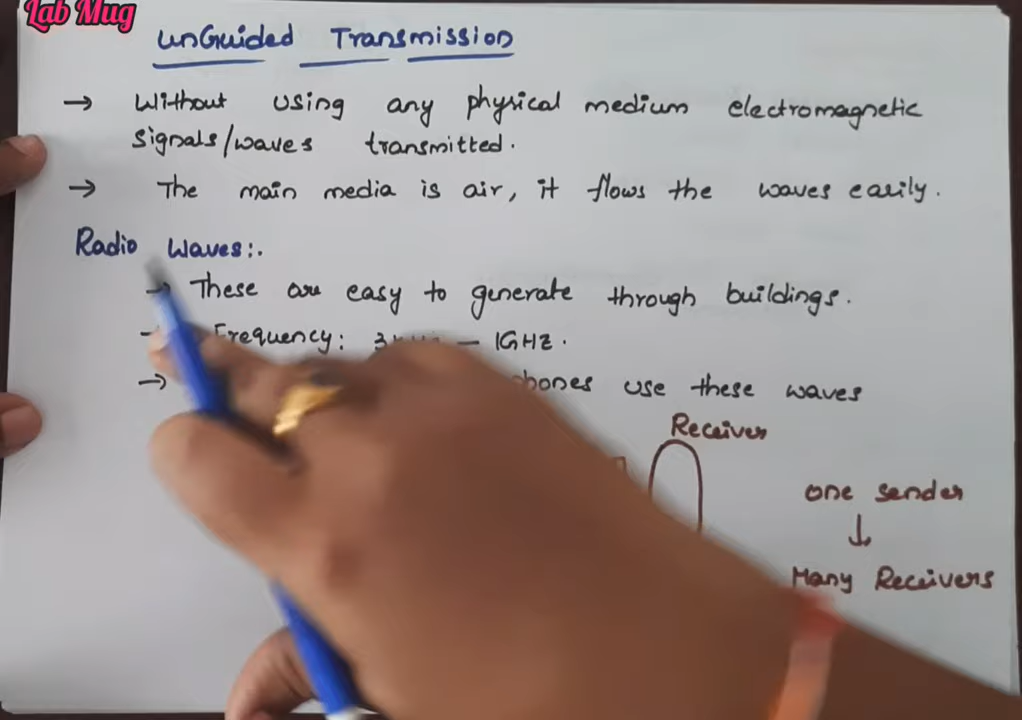 Lab Mug
unGuided Transmission
→ Without using any physical medium electromagnetic
signals/waves transmitted.
→ The main media is air, it flows the waves easily.
Radio Waves:.
→ These are easy to generate through buildings.
Frequency: — 1GHZ.
→ use these waves
Receiver
one sender
↓
Many Receivers